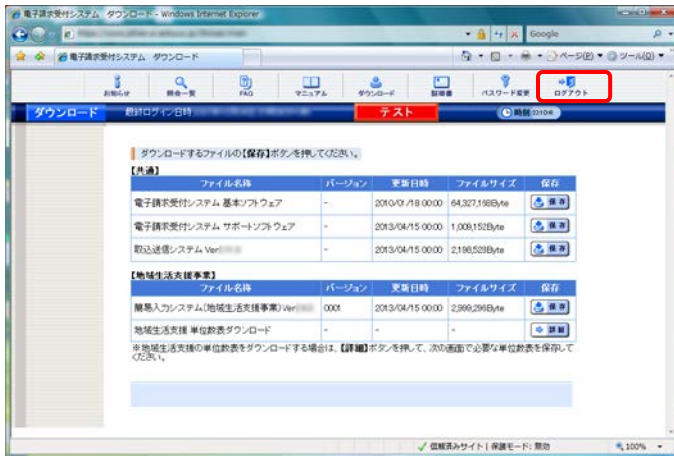 電子請求受付システム ダウンロード - Windows Internet Explorer
Google
電子請求受付システム ダウンロード
ページ(P) ツール(O)
お知らせ 照会一覧 FAQ マニュアル ダウンロード 証明書 パスワード変更 ログアウト
ダウンロード 最終ログイン日時 テスト 時刻
ダウンロードするファイルの【保存】ボタンを押してください。
【共通】
ファイル名称 バージョン 更新日時 ファイルサイズ 保存
電子請求受付システム 基本ソフトウェア - 2010/01/18 00:00 64,327,168Byte 保存
電子請求受付システム サポートソフトウェア - 2013/04/15 00:00 1,009,152Byte 保存
取込送信システム Ver - 2013/04/15 00:00 2,198,528Byte 保存
【地域生活支援事業】
ファイル名称 バージョン 更新日時 ファイルサイズ 保存
簡易入力システム(地域生活支援事業) Ver 0001 2013/04/15 00:00 2,999,296Byte 保存
地域生活支援 単位数表ダウンロード - - - 詳細
※地域生活支援の単位数表をダウンロードする場合は、【詳細】ボタンを押して、次の画面で必要な単位数表を保存して
ください。
信頼済みサイト | 保護モード: 無効 100%